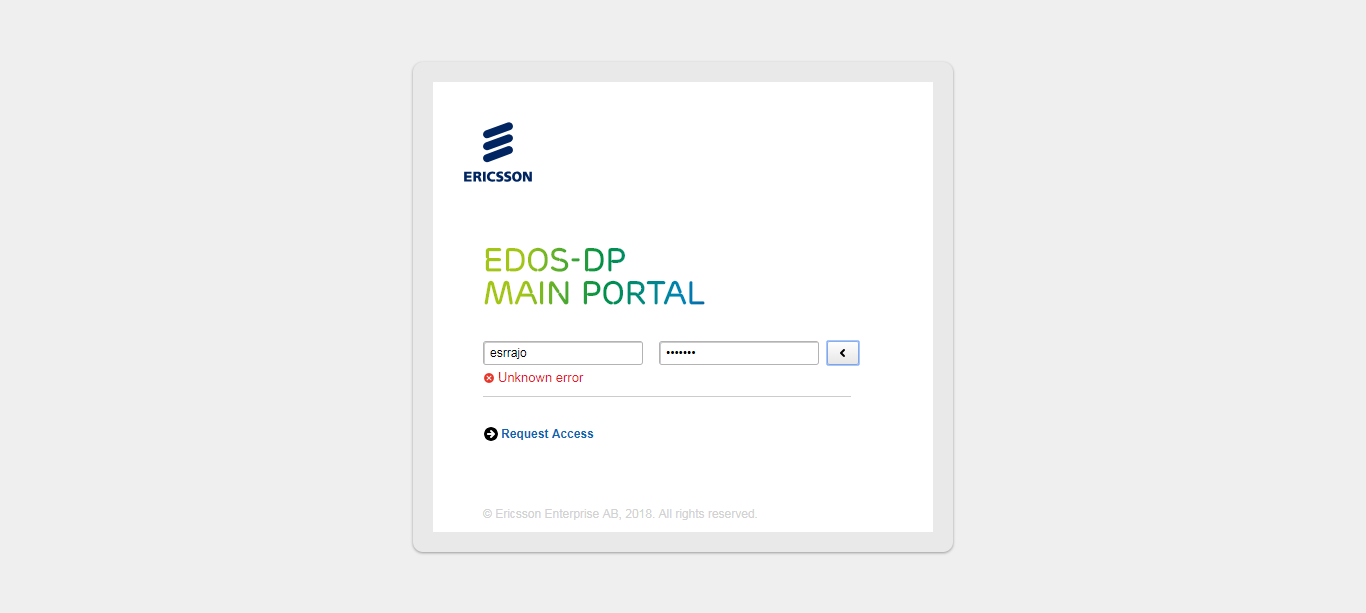 ERICSSON
EDOS-DP
MAIN PORTAL
esrrajo •••••••
Unknown error
Request Access
© Ericsson Enterprise AB, 2018. All rights reserved.